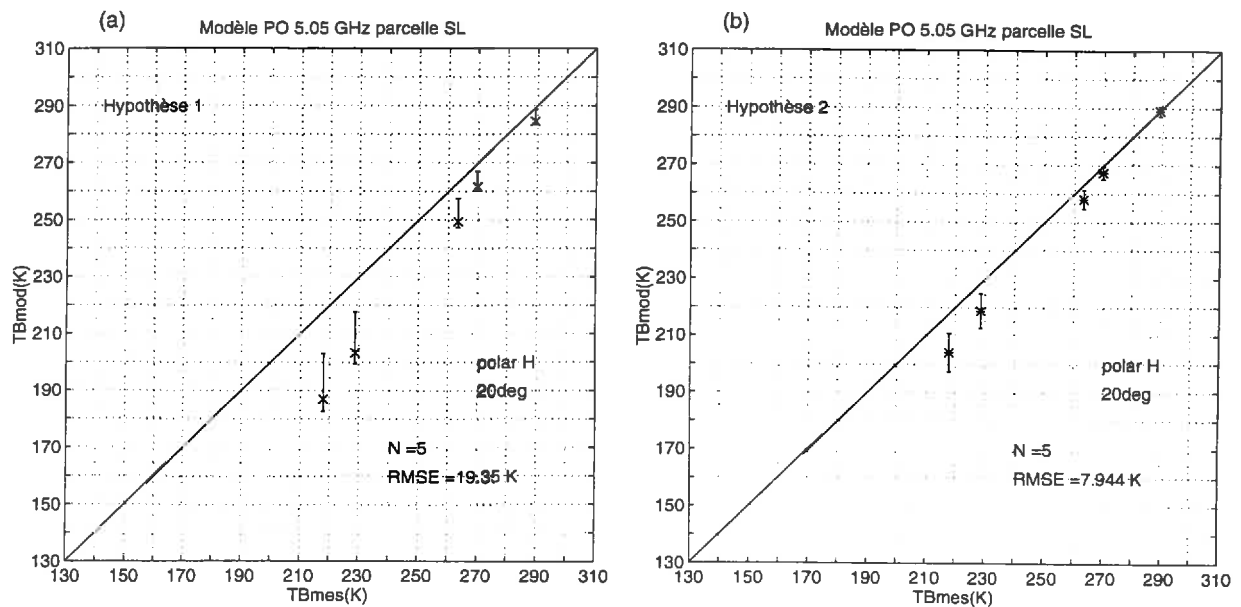 (a)
Modèle PO 5.05 GHz parcelle SL
310
290
270
250
230
210
190
170
150
130
TBmod(K)
Hypothèse 1
polar H
20deg
N =5
RMSE =19.35 K
130 150 170 190 210 230 250 270 290 310
TBmes(K)
(b)
Modèle PO 5.05 GHz parcelle SL
310
290
270
250
230
210
190
170
150
130
TBmod(K)
Hypothèse 2
polar H
20deg
N =5
RMSE =7.944 K
130 150 170 190 210 230 250 270 290 310
TBmes(K)